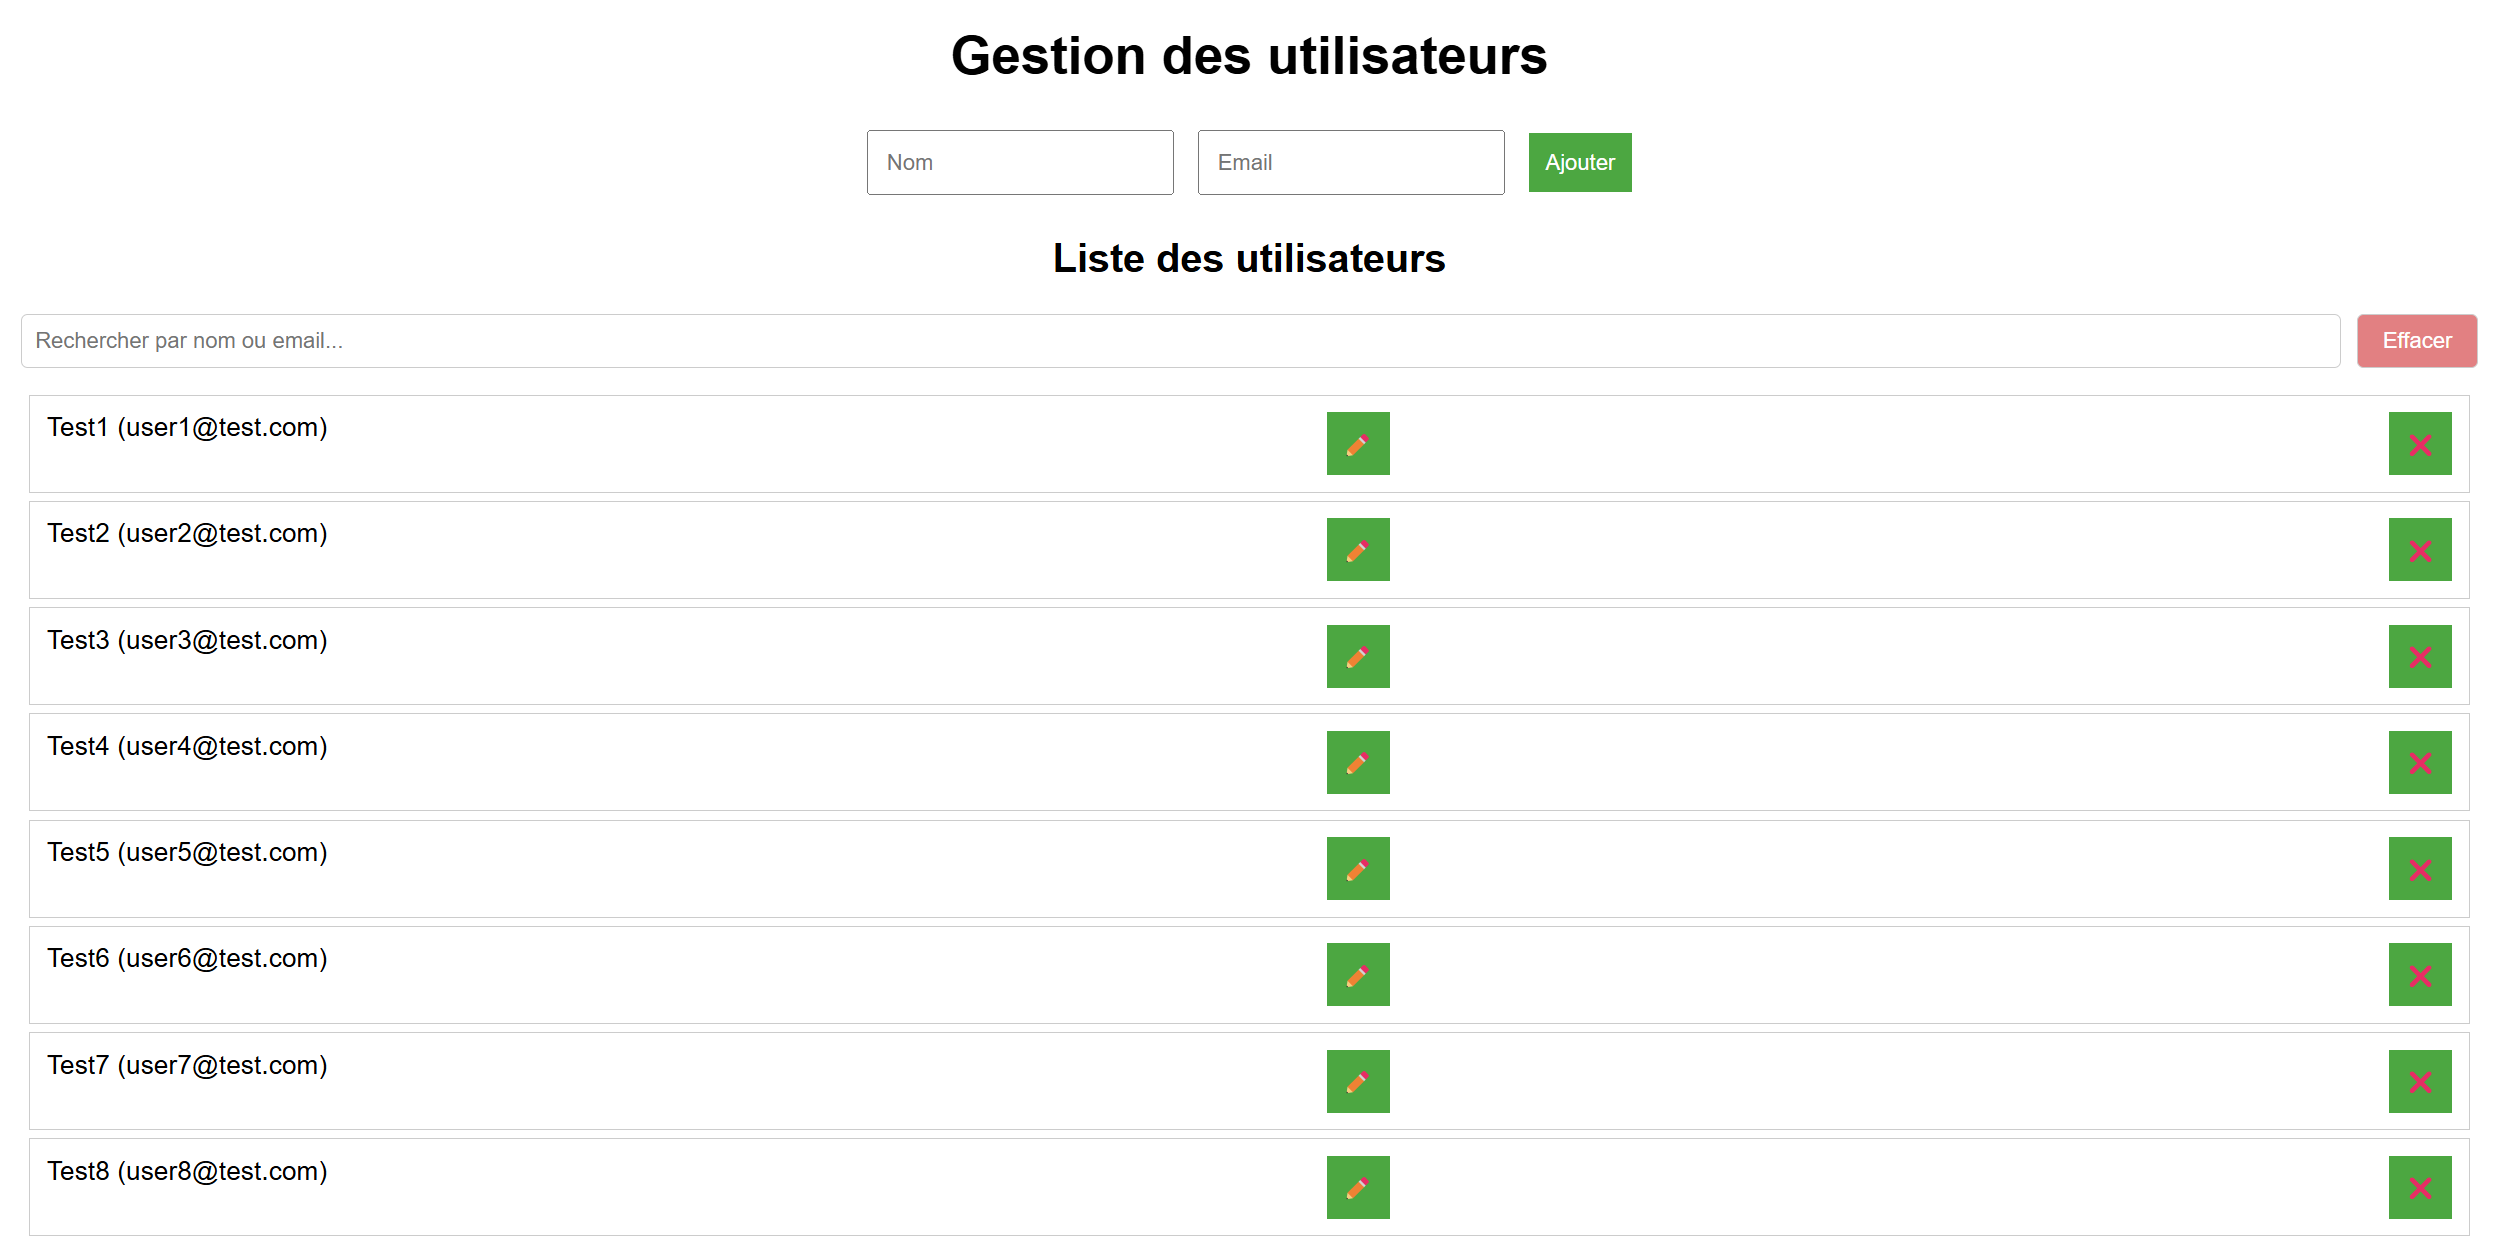 Gestion des utilisateurs
Nom Email Ajouter
Liste des utilisateurs
Rechercher par nom ou email... Effacer
Test1 (user1@test.com)
Test2 (user2@test.com)
Test3 (user3@test.com)
Test4 (user4@test.com)
Test5 (user5@test.com)
Test6 (user6@test.com)
Test7 (user7@test.com)
Test8 (user8@test.com)